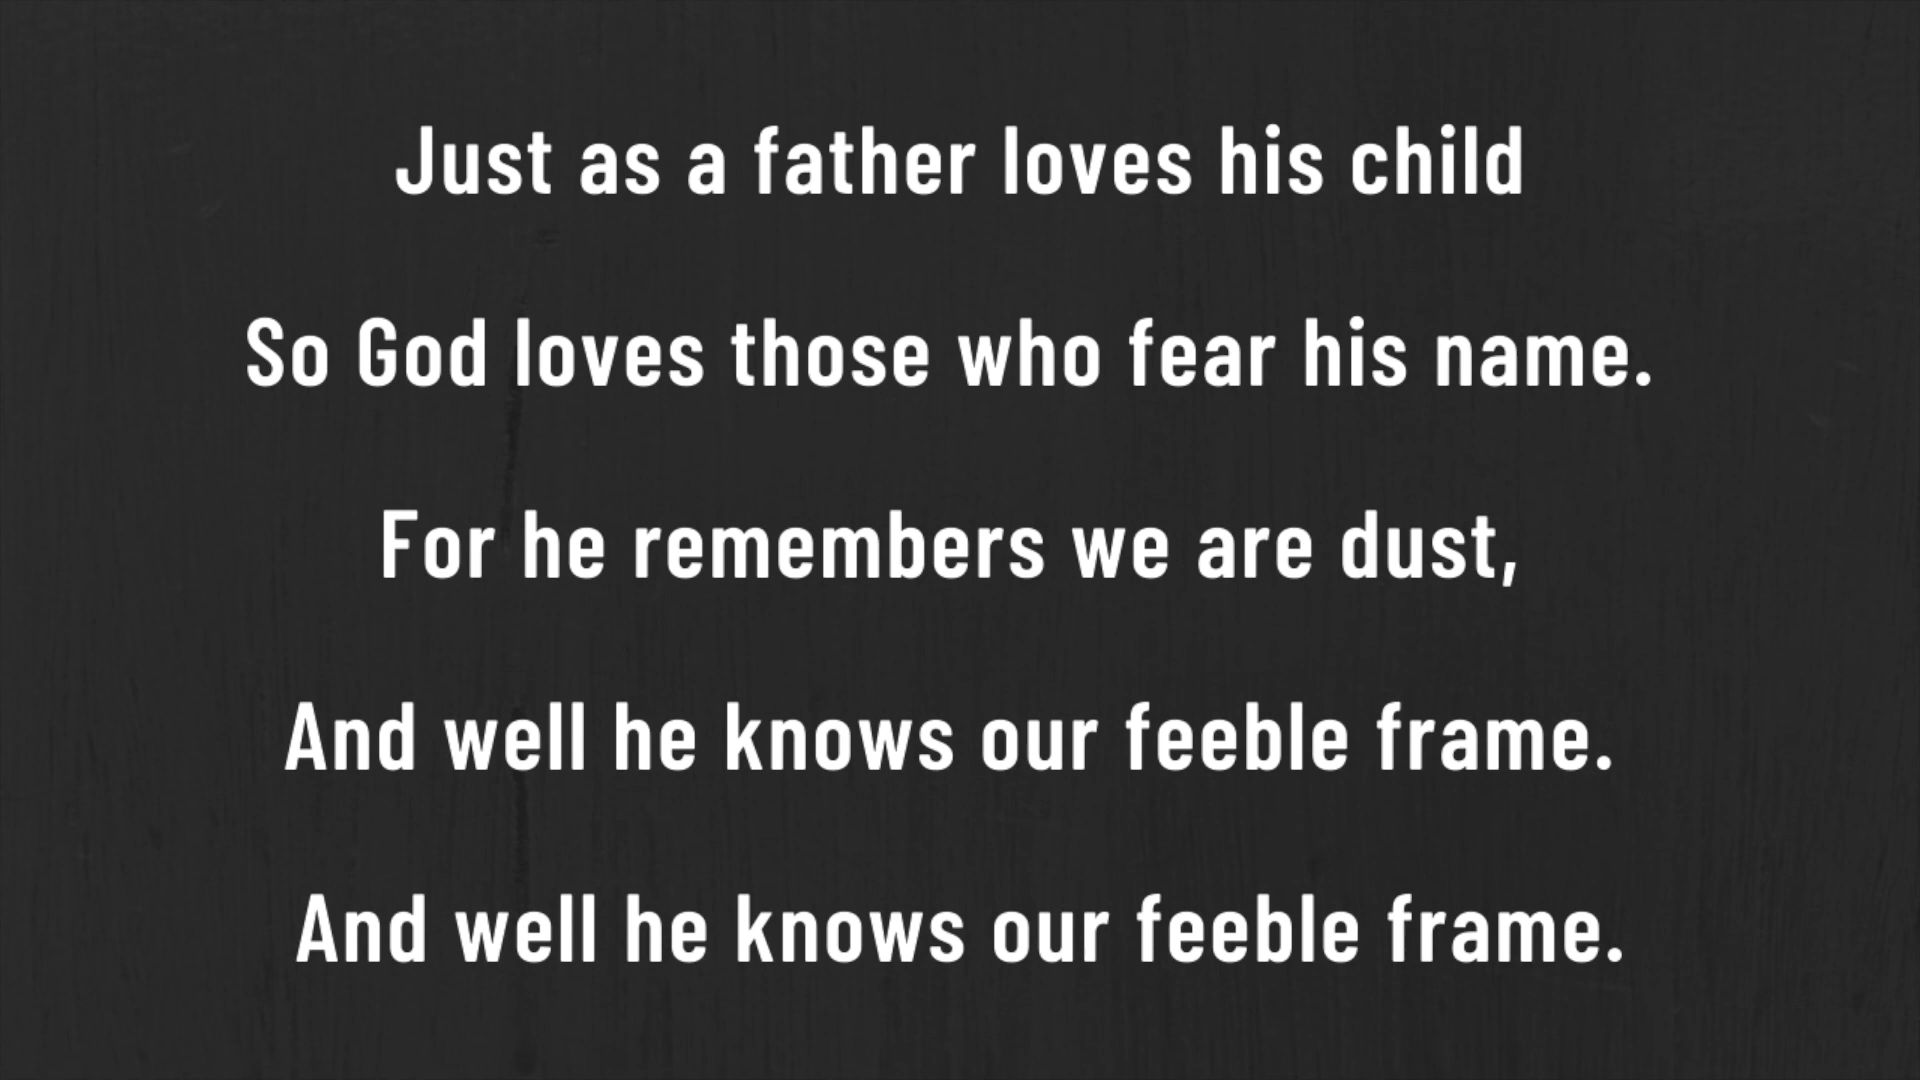 Just as a father loves his child
So God loves those who fear his name.
For he remembers we are dust,
And well he knows our feeble frame.
And well he knows our feeble frame.